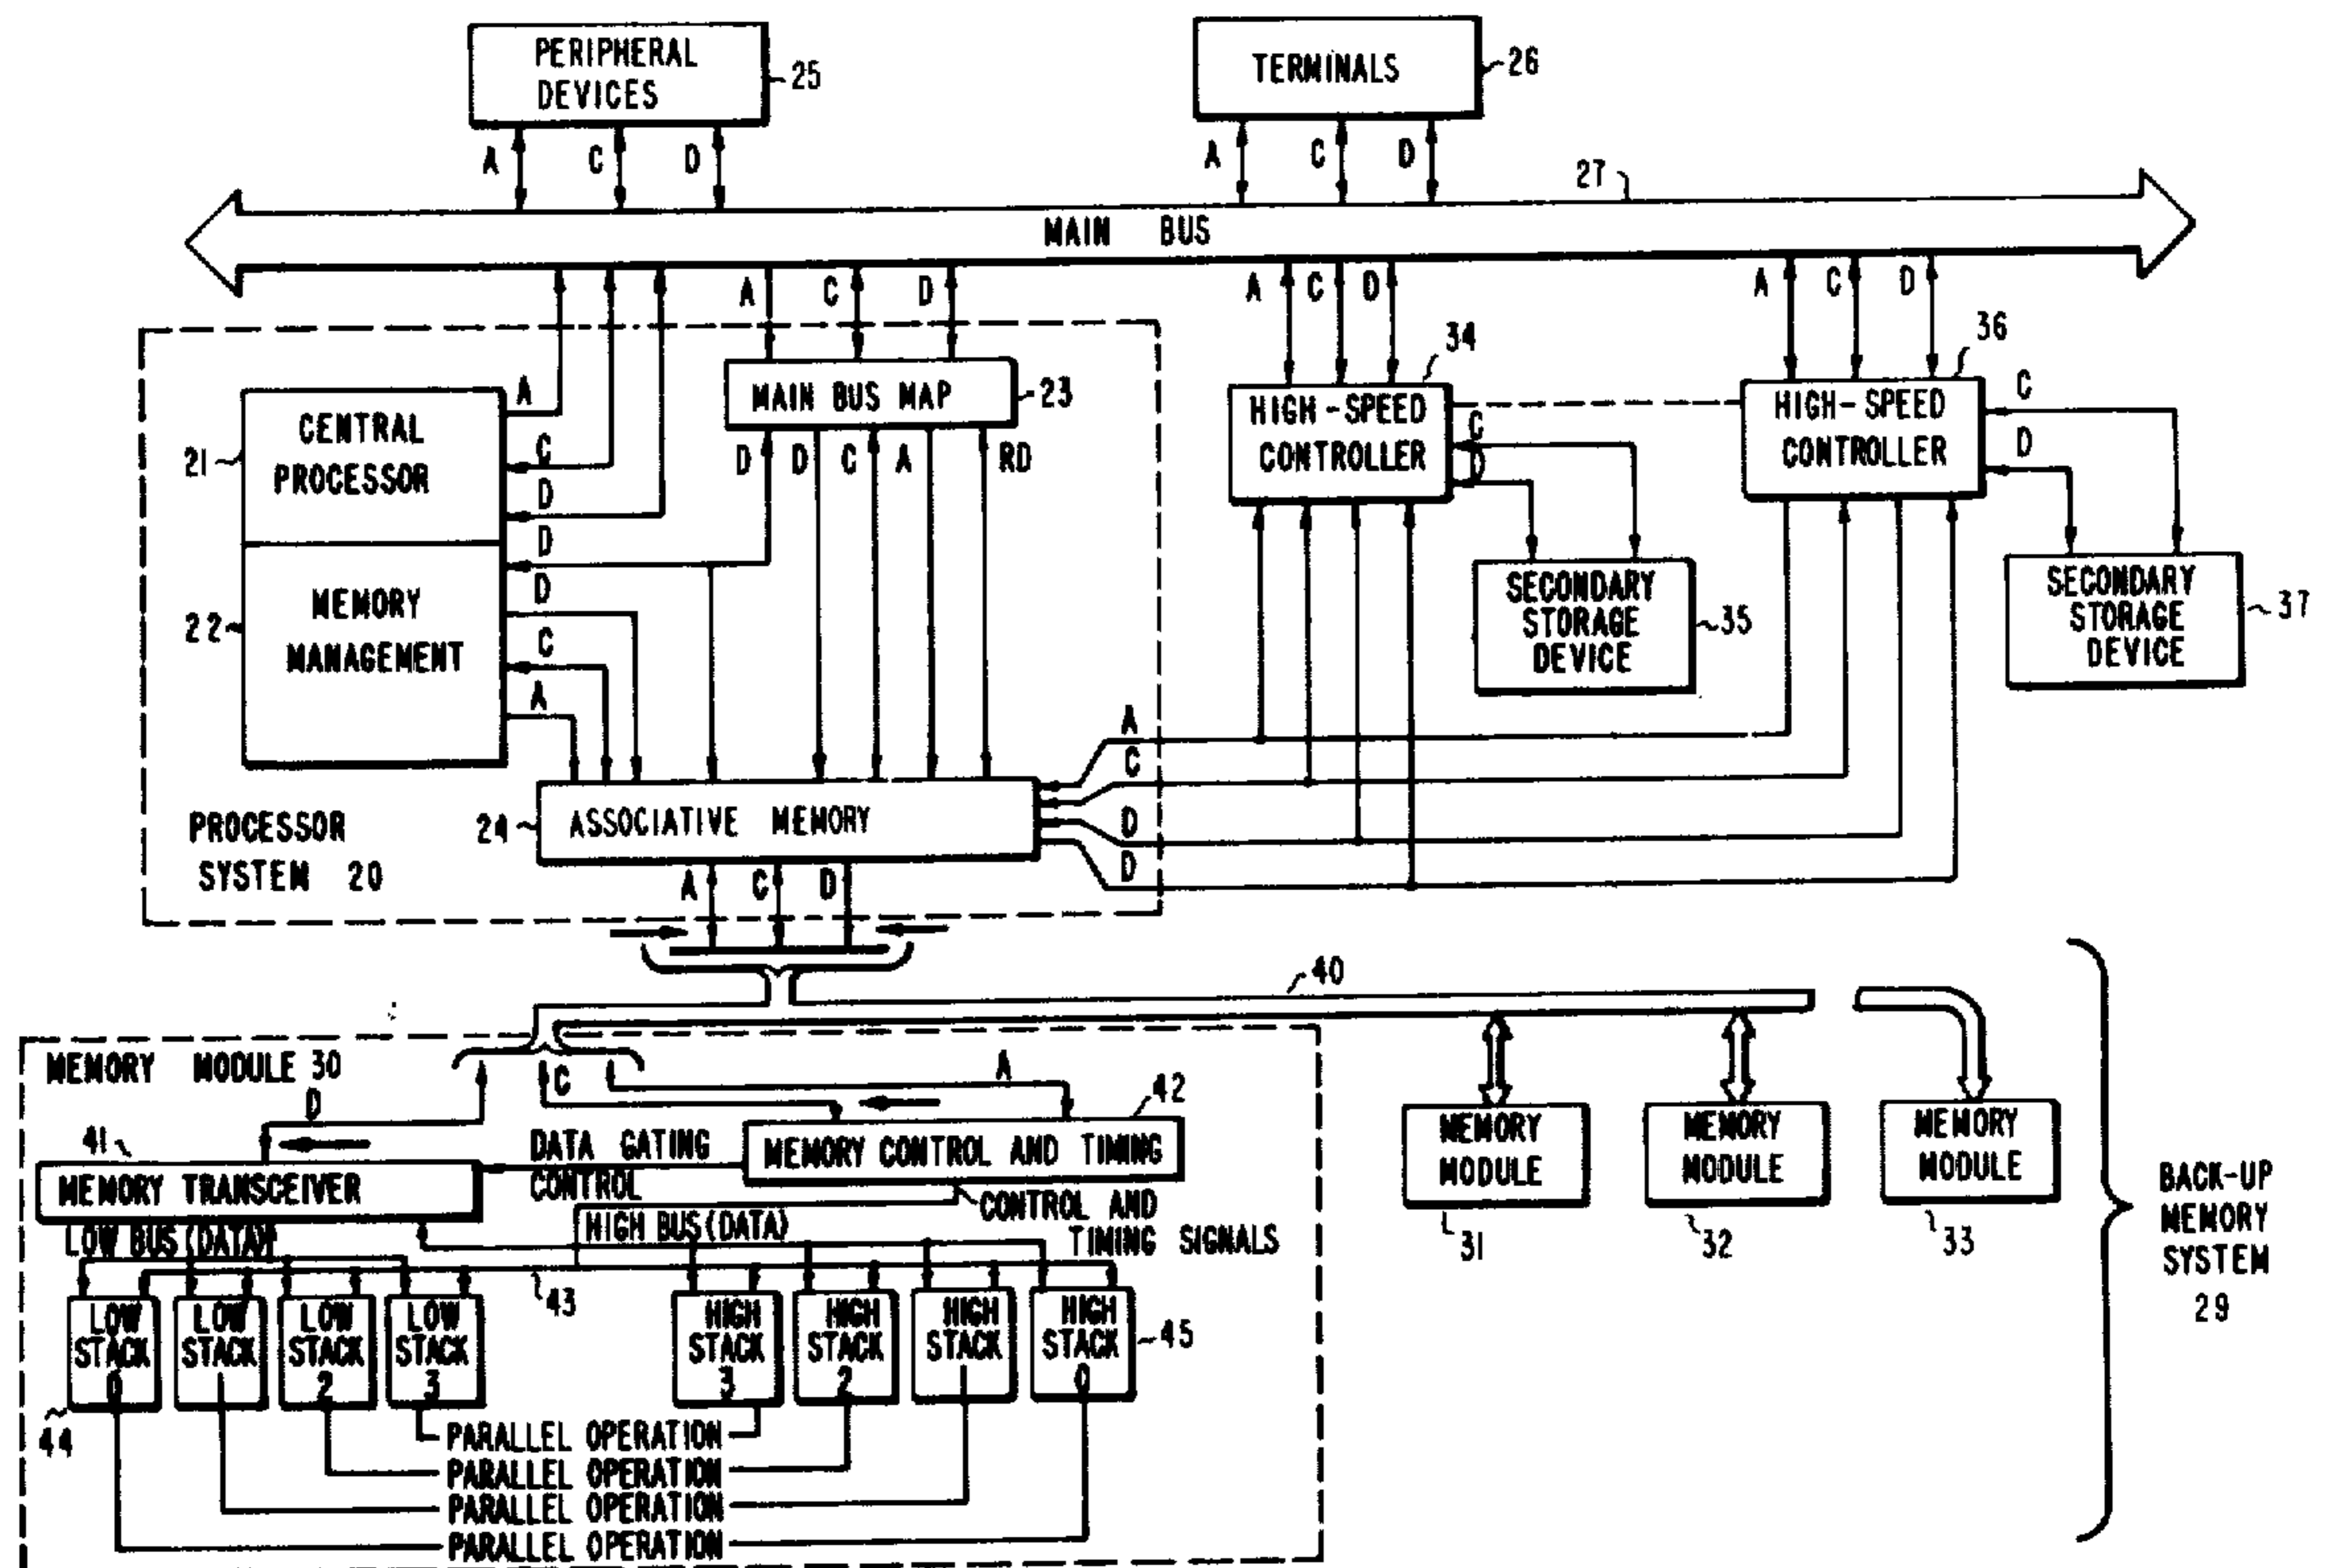 PERIPHERAL
DEVICES
25
TERMINALS
26
A C D
A C D
27
MAIN BUS
A C D
A C D
A C D
34
36
MAIN BUS MAP
23
CENTRAL
PROCESSOR
21
A
C
D
D
D
C
A
D D C A RD
HIGH-SPEED
CONTROLLER
C
D
HIGH-SPEED
CONTROLLER
C
D
MEMORY
MANAGEMENT
22
SECONDARY
STORAGE
DEVICE
35
SECONDARY
STORAGE
DEVICE
37
A
C
D
D
ASSOCIATIVE MEMORY
24
PROCESSOR
SYSTEM 20
A C D
40
MEMORY MODULE 30
D
C
A
42
41
MEMORY TRANSCEIVER
DATA GATING
CONTROL
MEMORY CONTROL AND TIMING
CONTROL AND
TIMING SIGNALS
LOW BUS (DATA)
HIGH BUS (DATA)
43
LOW
STACK
0
LOW
STACK
LOW
STACK
2
LOW
STACK
3
HIGH
STACK
3
HIGH
STACK
2
HIGH
STACK
HIGH
STACK
0
45
44
PARALLEL OPERATION
PARALLEL OPERATION
PARALLEL OPERATION
PARALLEL OPERATION
MEMORY
MODULE
31
MEMORY
MODULE
32
MEMORY
MODULE
33
BACK-UP
MEMORY
SYSTEM
29